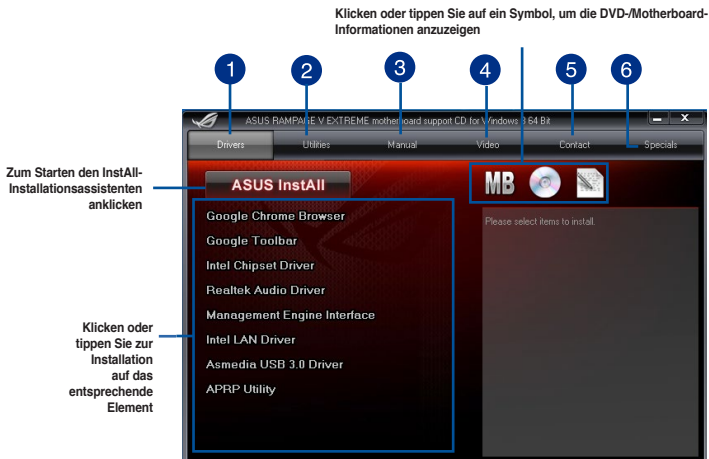 Klicken oder tippen Sie auf ein Symbol, um die DVD-/Motherboard-
Informationen anzuzeigen
1
2
3
4
5
6
ASUS RAMPAGE V EXTREME motherboard support CD for Windows 8 64 Bit
Drivers
Utilities
Manual
Video
Contact
Specials
Zum Starten den InstAll-
Installationsassistenten
anklicken
ASUS InstAll
MB
Google Chrome Browser
Google Toolbar
Intel Chipset Driver
Realtek Audio Driver
Management Engine Interface
Intel LAN Driver
Asmedia USB 3.0 Driver
APRP Utility
Please select items to install.
Klicken oder
tippen Sie zur
Installation
auf das
entsprechende
Element